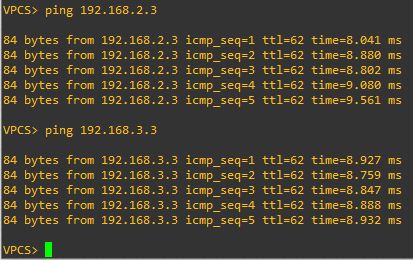 VPCS> ping 192.168.2.3
84 bytes from 192.168.2.3 icmp_seq=1 ttl=62 time=8.041 ms
84 bytes from 192.168.2.3 icmp_seq=2 ttl=62 time=8.880 ms
84 bytes from 192.168.2.3 icmp_seq=3 ttl=62 time=8.802 ms
84 bytes from 192.168.2.3 icmp_seq=4 ttl=62 time=9.080 ms
84 bytes from 192.168.2.3 icmp_seq=5 ttl=62 time=9.561 ms
VPCS> ping 192.168.3.3
84 bytes from 192.168.3.3 icmp_seq=1 ttl=62 time=8.927 ms
84 bytes from 192.168.3.3 icmp_seq=2 ttl=62 time=8.759 ms
84 bytes from 192.168.3.3 icmp_seq=3 ttl=62 time=8.847 ms
84 bytes from 192.168.3.3 icmp_seq=4 ttl=62 time=8.888 ms
84 bytes from 192.168.3.3 icmp_seq=5 ttl=62 time=8.932 ms
VPCS>